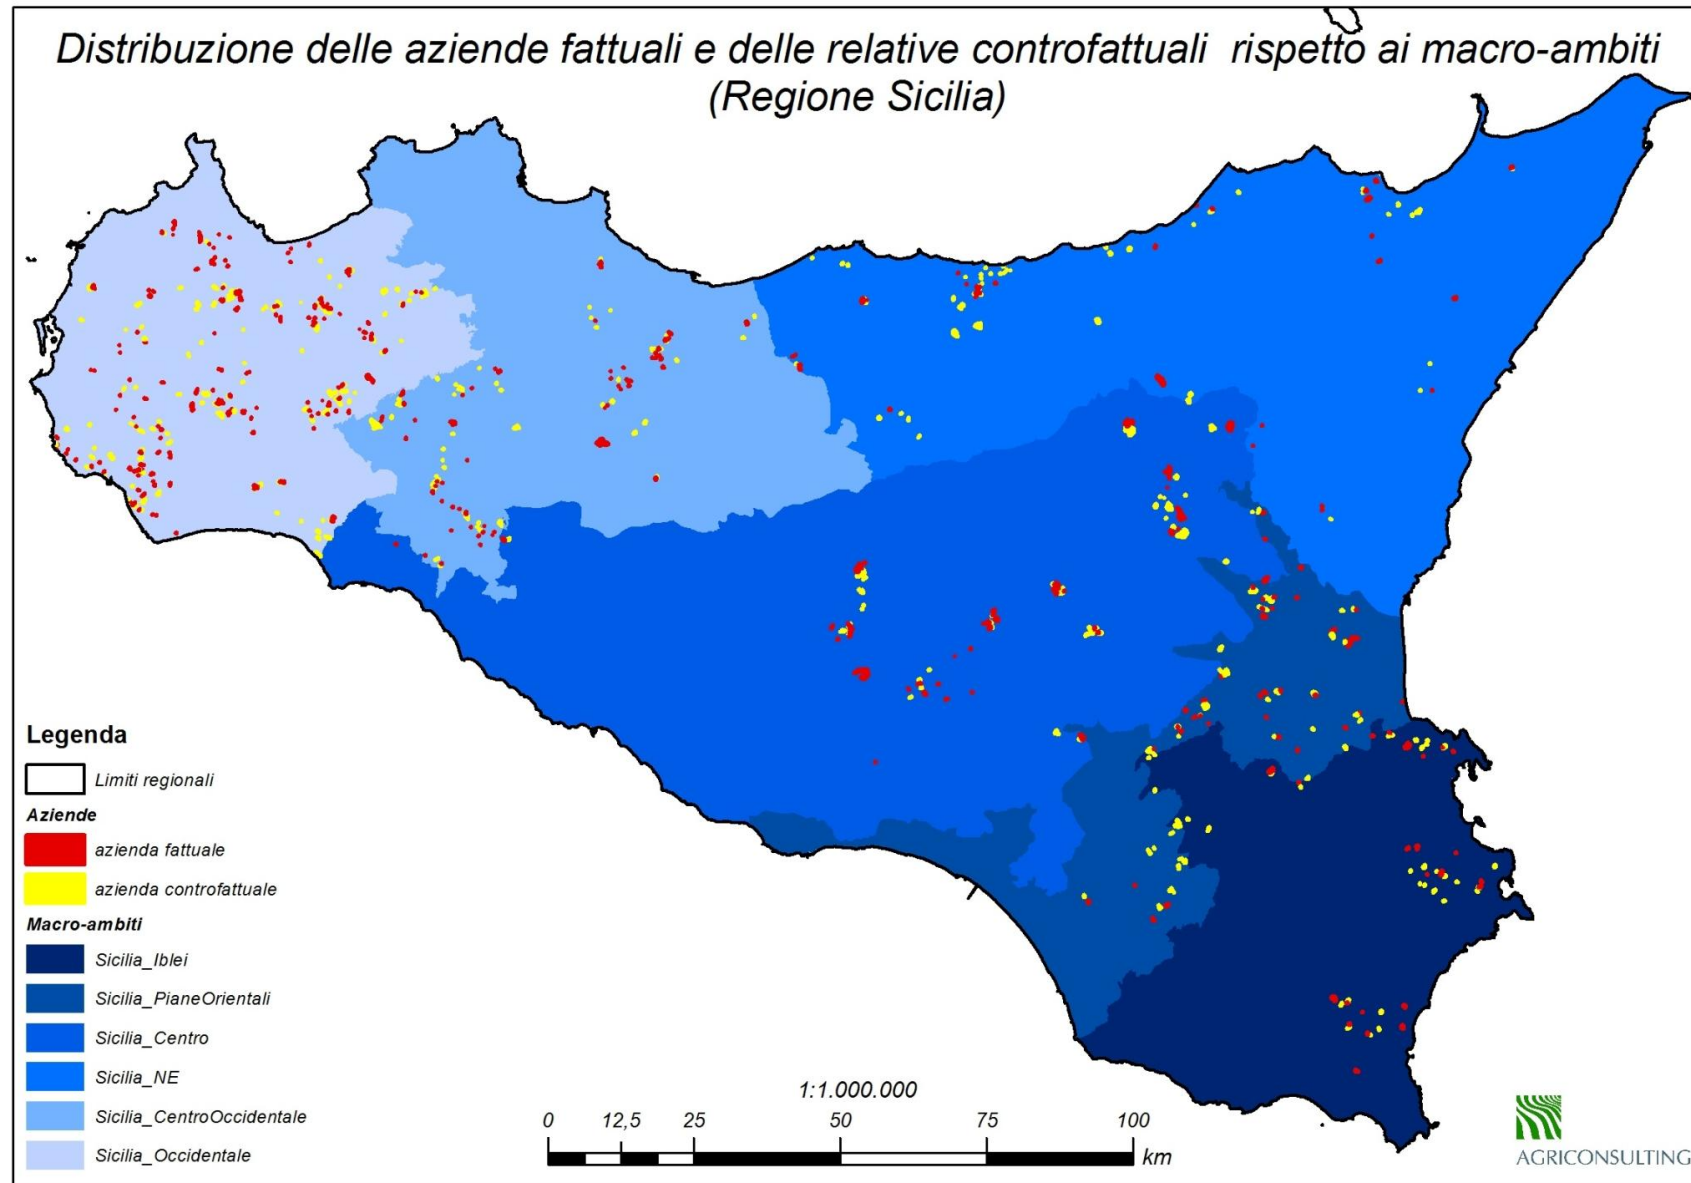 Distribuzione delle aziende fattuali e delle relative controfattuali rispetto ai macro-ambiti
(Regione Sicilia)
Legenda
Limiti regionali
Aziende
azienda fattuale
azienda controfattuale
Macro-ambiti
Sicilia_Iblei
Sicilia_PianeOrientali
Sicilia_Centro
Sicilia_NE
Sicilia_CentroOccidentale
Sicilia_Occidentale
1:1.000.000
0 12,5 25 50 75 100
km
AGRICONSULTING